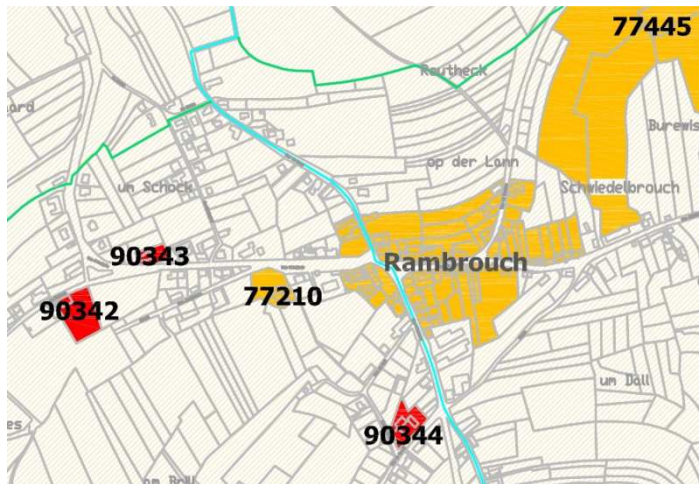 77445
Routheck
Burewis
op der Lann
um Schock
Schwiedelbrouch
90343
Rambrouch
90342
77210
um Däll
90344